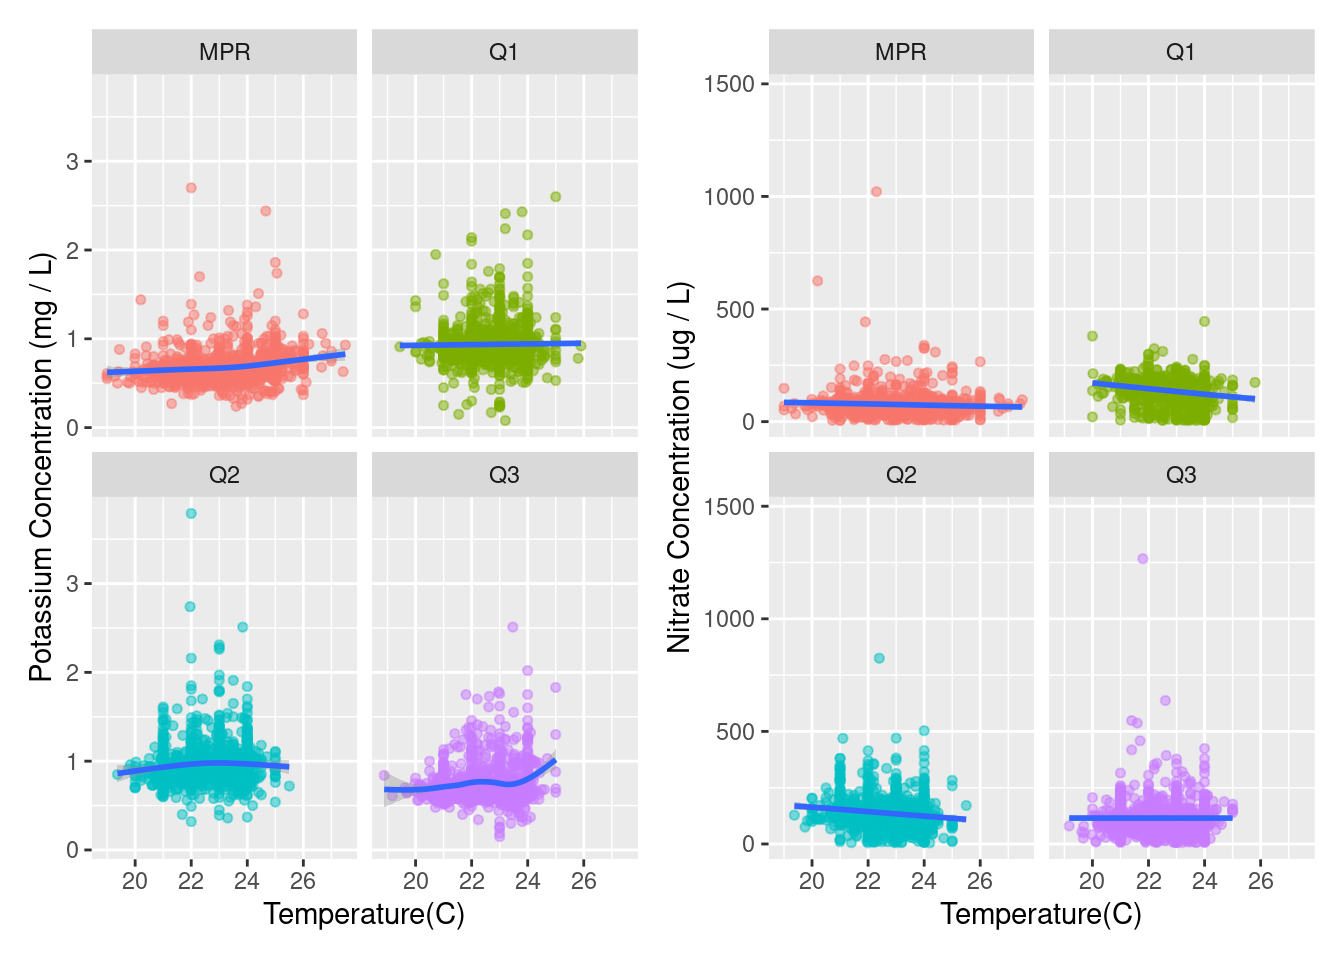 MPR
Q1
3
2
1
0
Q2
Q3
3
2
1
0
20 22 24 26
20 22 24 26
Temperature(C)
Potassium Concentration (mg / L)
MPR
Q1
1500
1000
500
0
Q2
Q3
1500
1000
500
0
20 22 24 26
20 22 24 26
Temperature(C)
Nitrate Concentration (ug / L)